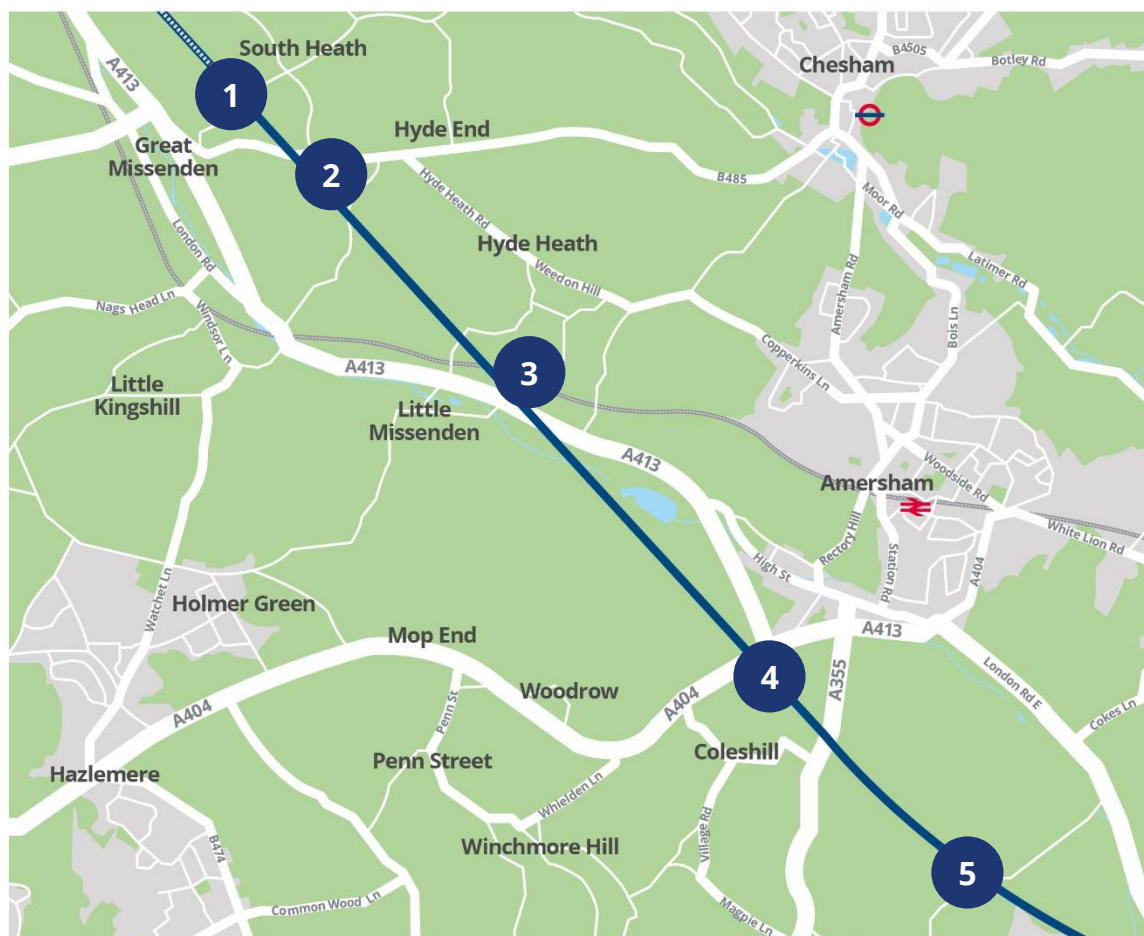 South Heath
B4505
Botley Rd
Chesham
A413
1
Hyde End
Great
Missenden
2
B485
Hyde Heath Rd
Moor Rd
London Rd
Hyde Heath
Latimer Rd
Weedon Hill
Amersham Rd
Nags Head Ln
Windsor Ln
Bois Ln
Copperkins Ln
A413
3
Little
Kingshill
Little
Missenden
A413
Woodside Rd
Amersham
White Lion Rd
Rectory Hill
High St
Station Rd
A404
Watchet Ln
Holmer Green
Mop End
A413
4
A355
London Rd E
Woodrow
A404
Penn St
A404
Cokes Ln
Coleshill
Penn Street
Hazlemere
Whielden Ln
Village Rd
Winchmore Hill
B474
5
Common Wood Ln
Magpie Ln